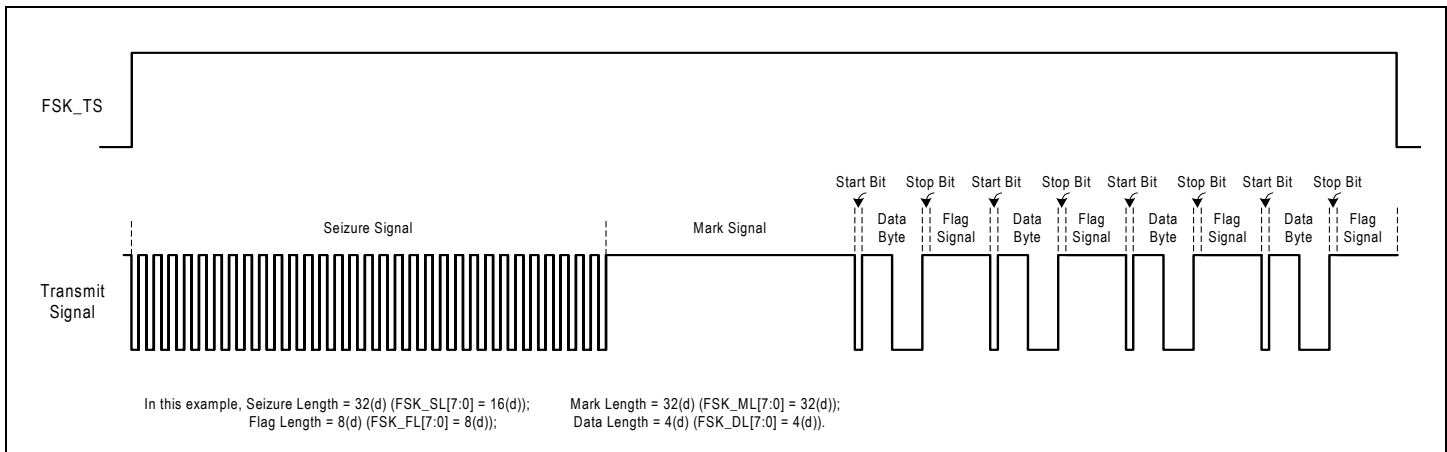 FSK_TS
Start Bit Stop Bit Start Bit Stop Bit Start Bit Stop Bit Start Bit Stop Bit
Seizure Signal
Mark Signal
Data Byte
Flag Signal
Data Byte
Flag Signal
Data Byte
Flag Signal
Data Byte
Flag Signal
Transmit
Signal
In this example, Seizure Length = 32(d) (FSK_SL[7:0] = 16(d)); Mark Length = 32(d) (FSK_ML[7:0] = 32(d));
Flag Length = 8(d) (FSK_FL[7:0] = 8(d)); Data Length = 4(d) (FSK_DL[7:0] = 4(d)).